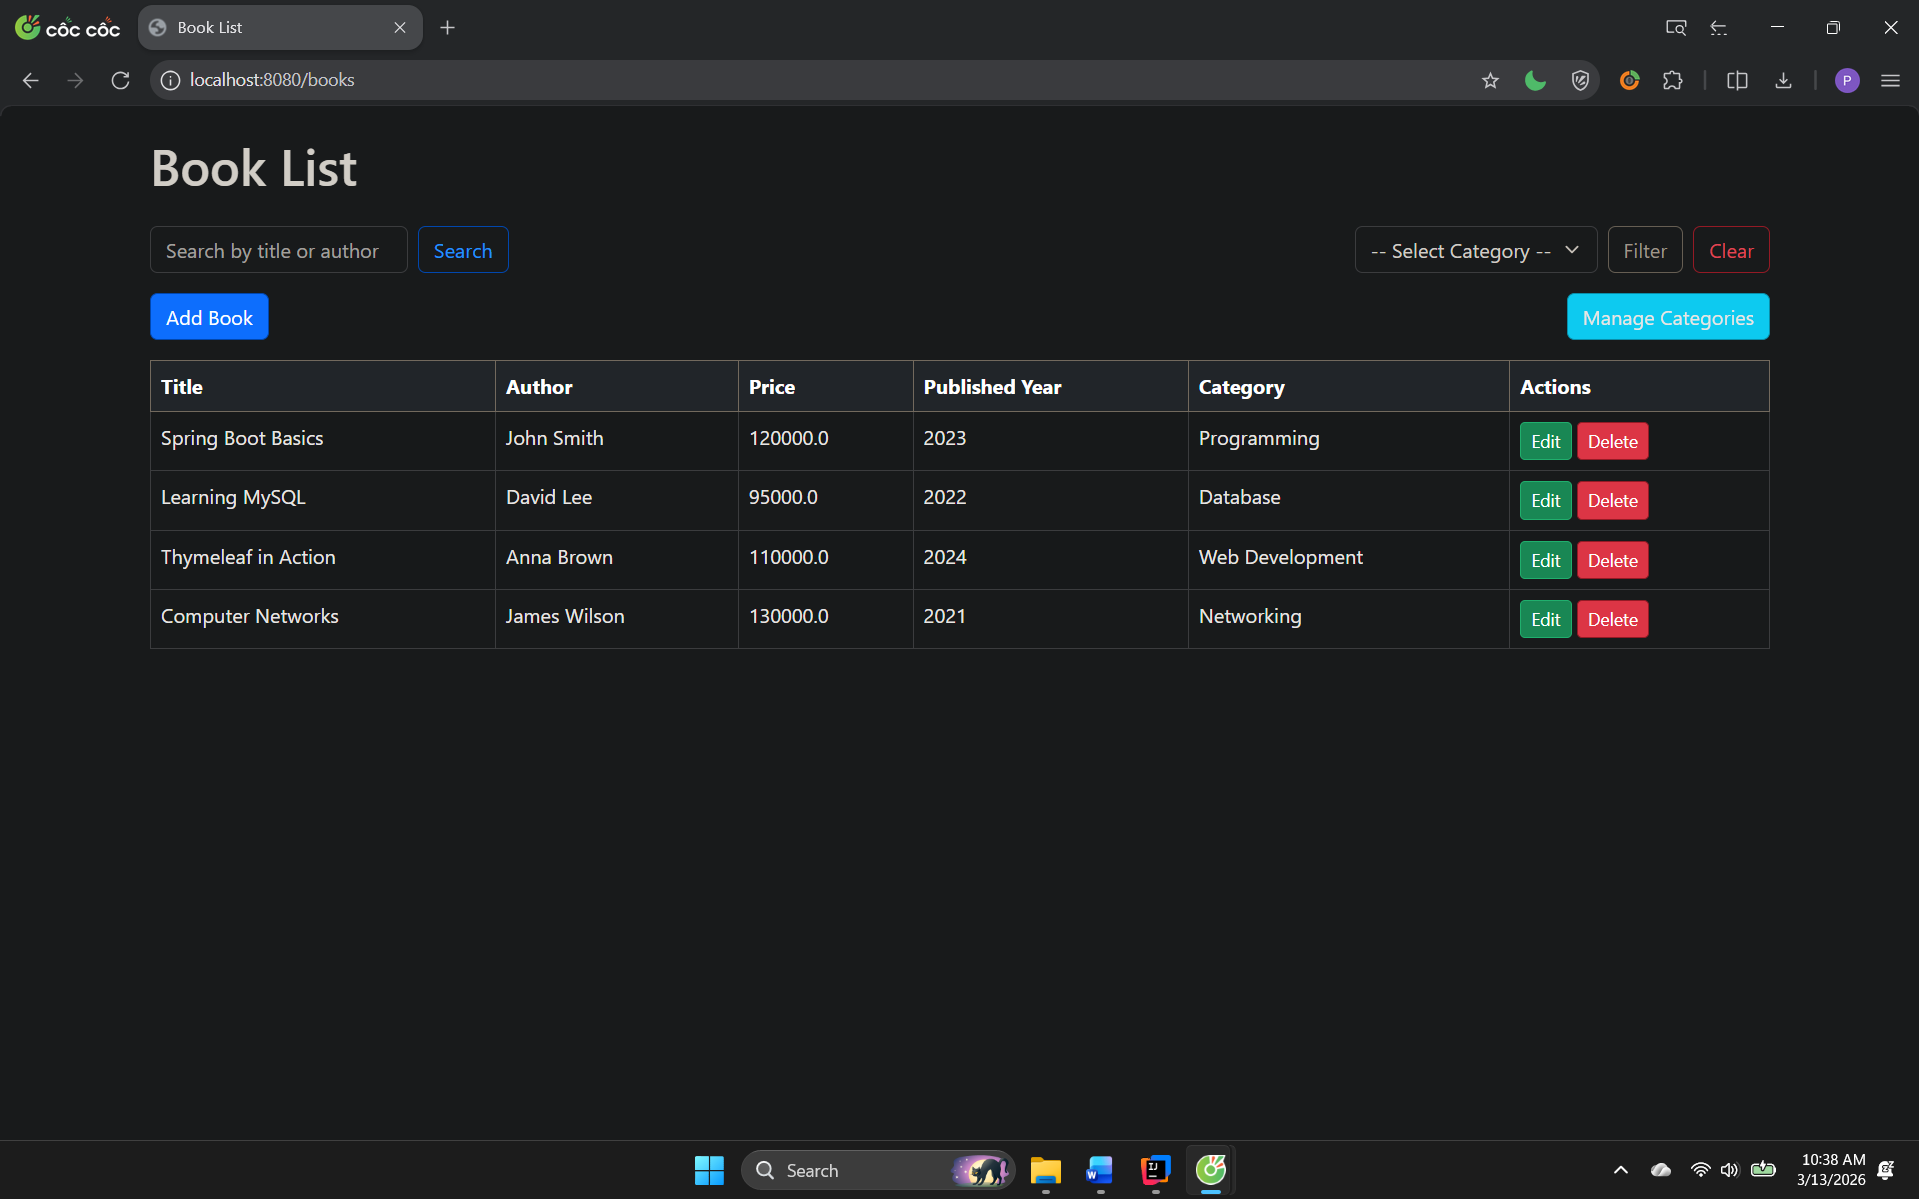 cốc cốc
Book List
localhost:8080/books
P
Book List
Search by title or author Search -- Select Category -- Filter Clear
Add Book Manage Categories
Title Author Price Published Year Category Actions
Spring Boot Basics John Smith 120000.0 2023 Programming Edit Delete
Learning MySQL David Lee 95000.0 2022 Database Edit Delete
Thymeleaf in Action Anna Brown 110000.0 2024 Web Development Edit Delete
Computer Networks James Wilson 130000.0 2021 Networking Edit Delete
Search
W
IJ
10:38 AM
3/13/2026